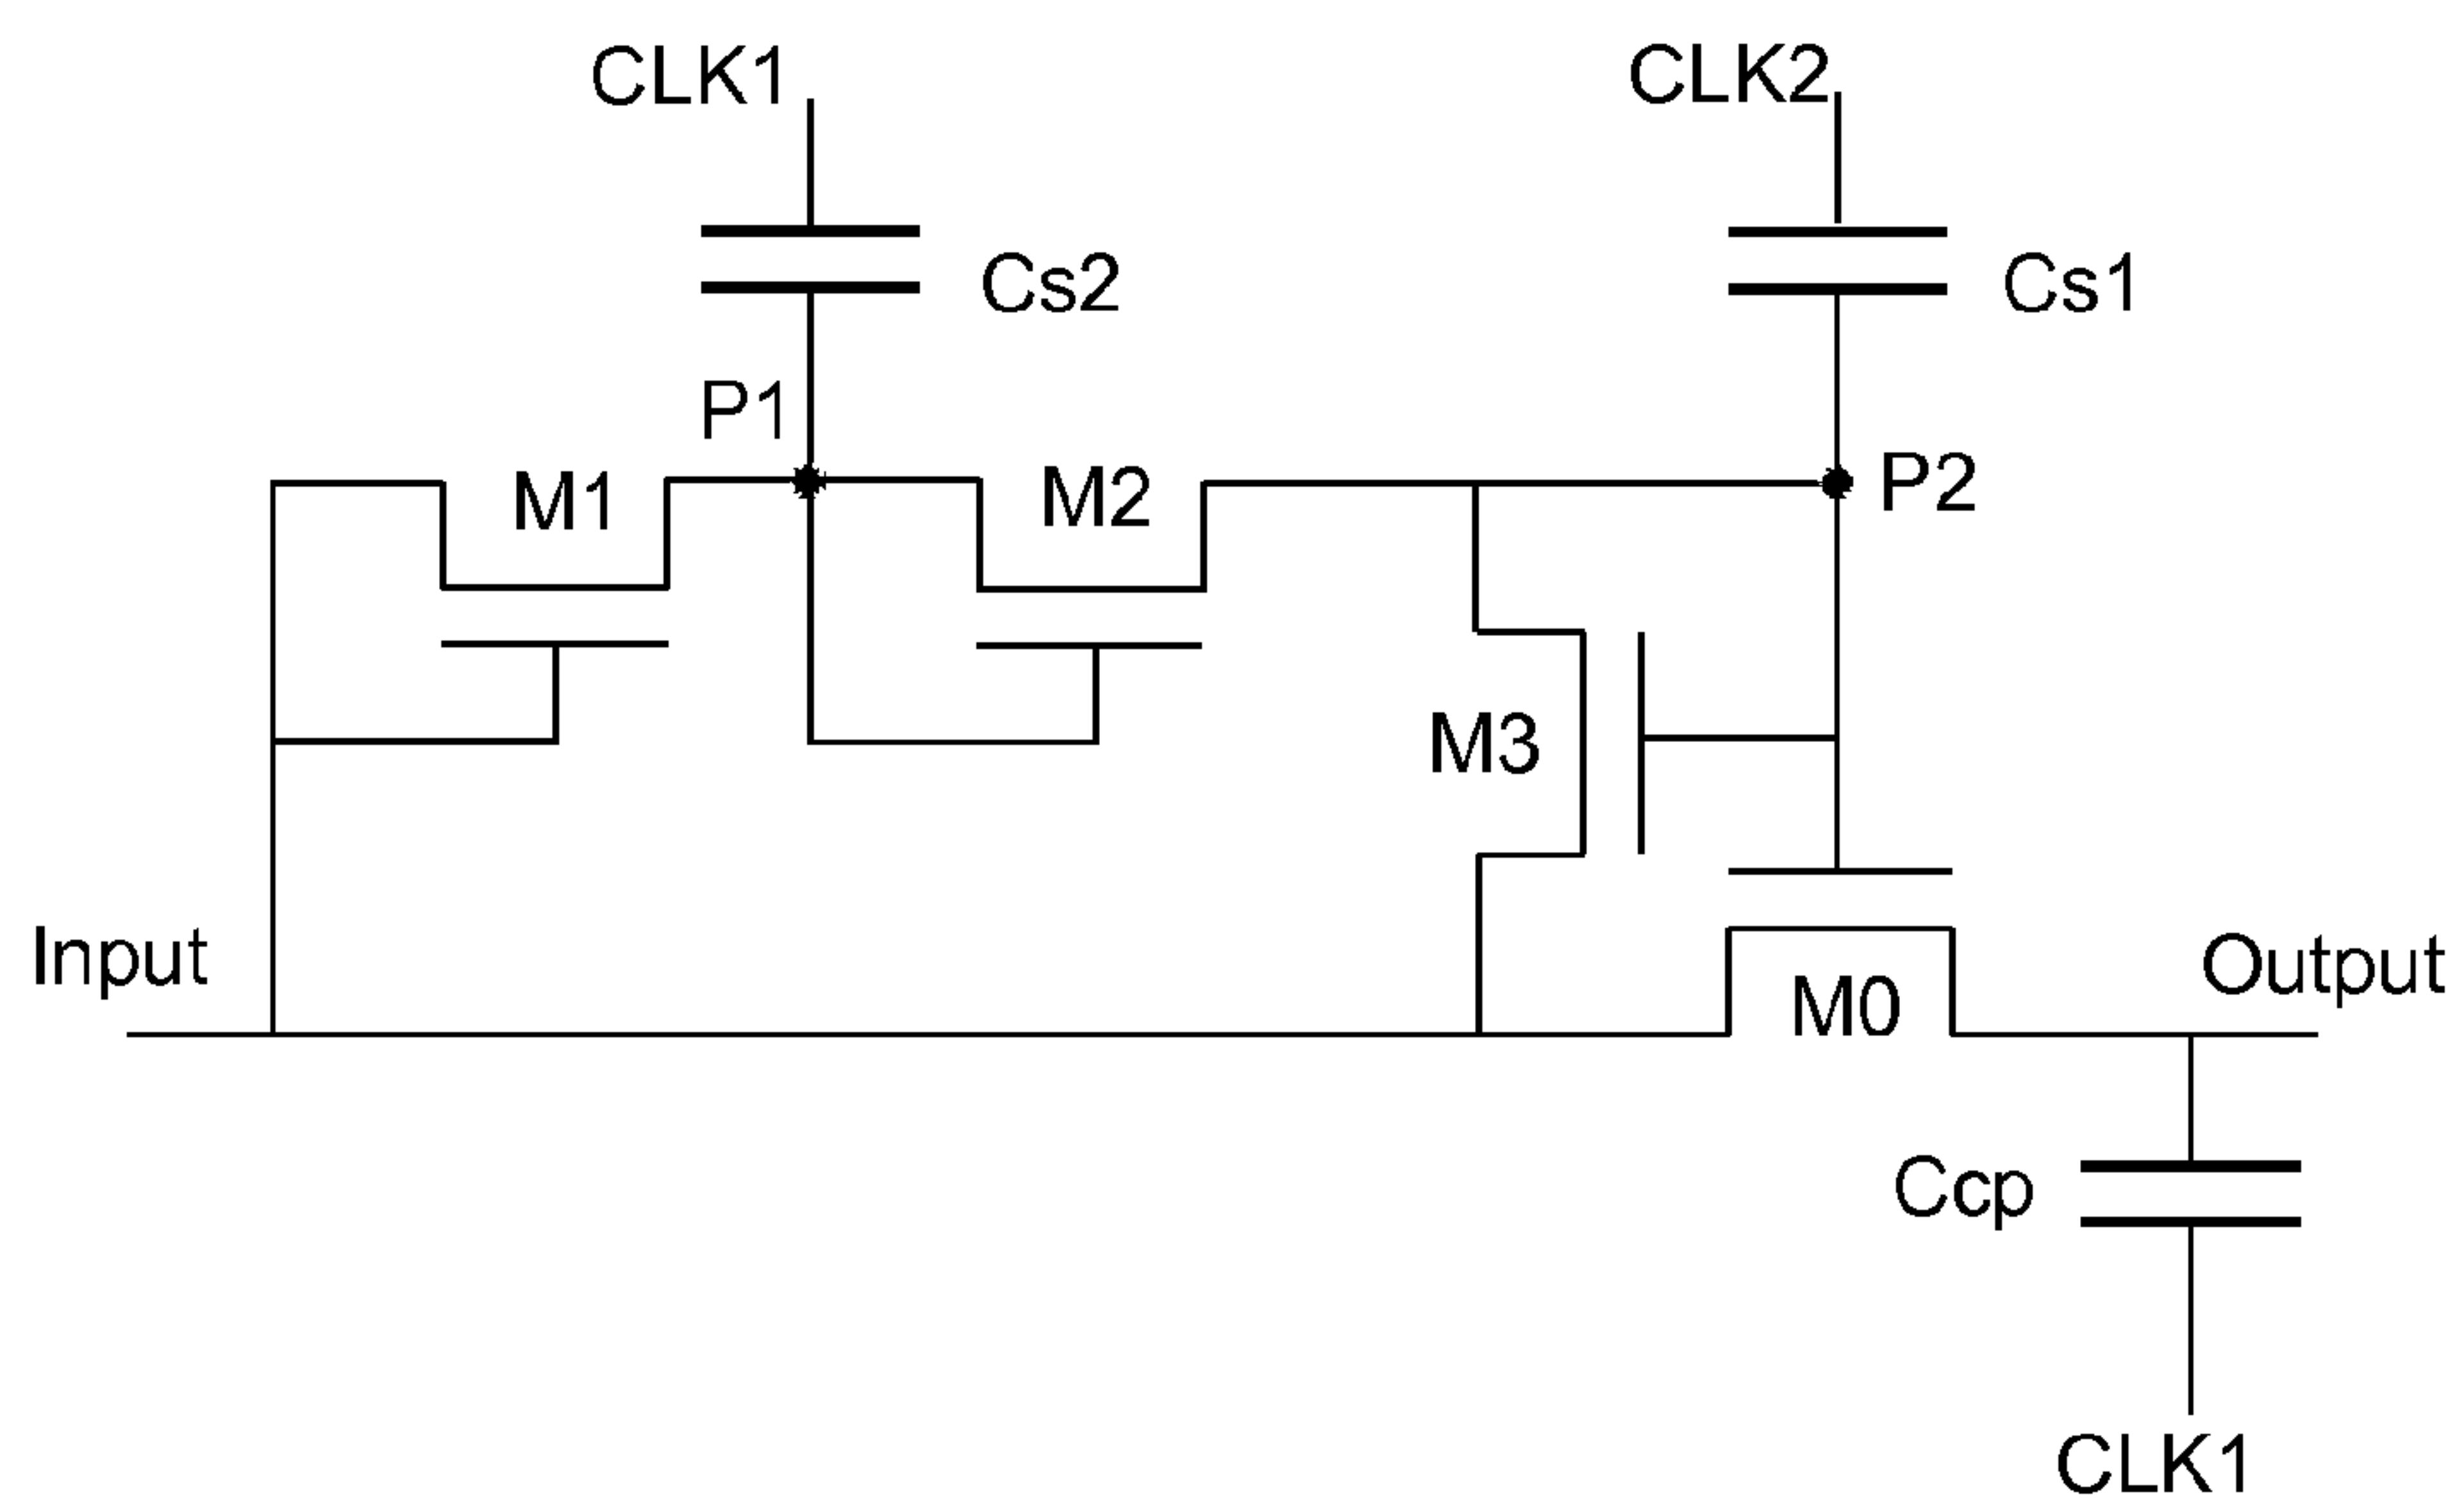 CLK1
CLK2
Cs2
Cs1
P1
M1
M2
P2
M3
Input
M0
Output
Ccp
CLK1